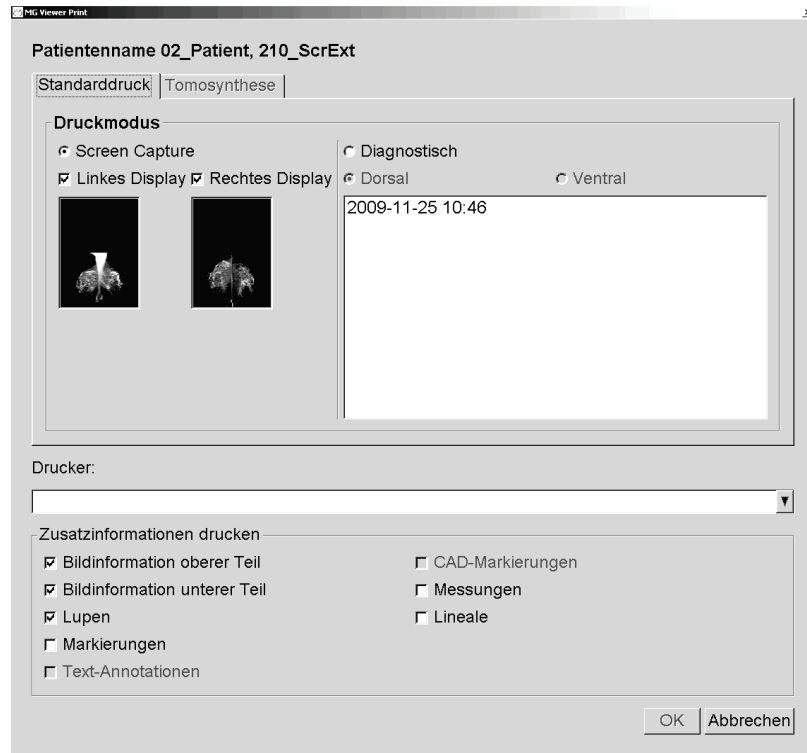 MG Viewer Print
Patientenname 02_Patient, 210_ScrExt
Standarddruck Tomosynthese
Druckmodus
Screen Capture Diagnostisch
Linkes Display Rechtes Display Dorsal Ventral
2009-11-25 10:46
Drucker:
Zusatzinformationen drucken
Bildinformation oberer Teil CAD-Markierungen
Bildinformation unterer Teil Messungen
Lupen Lineale
Markierungen
Text-Annotationen
OK Abbrechen